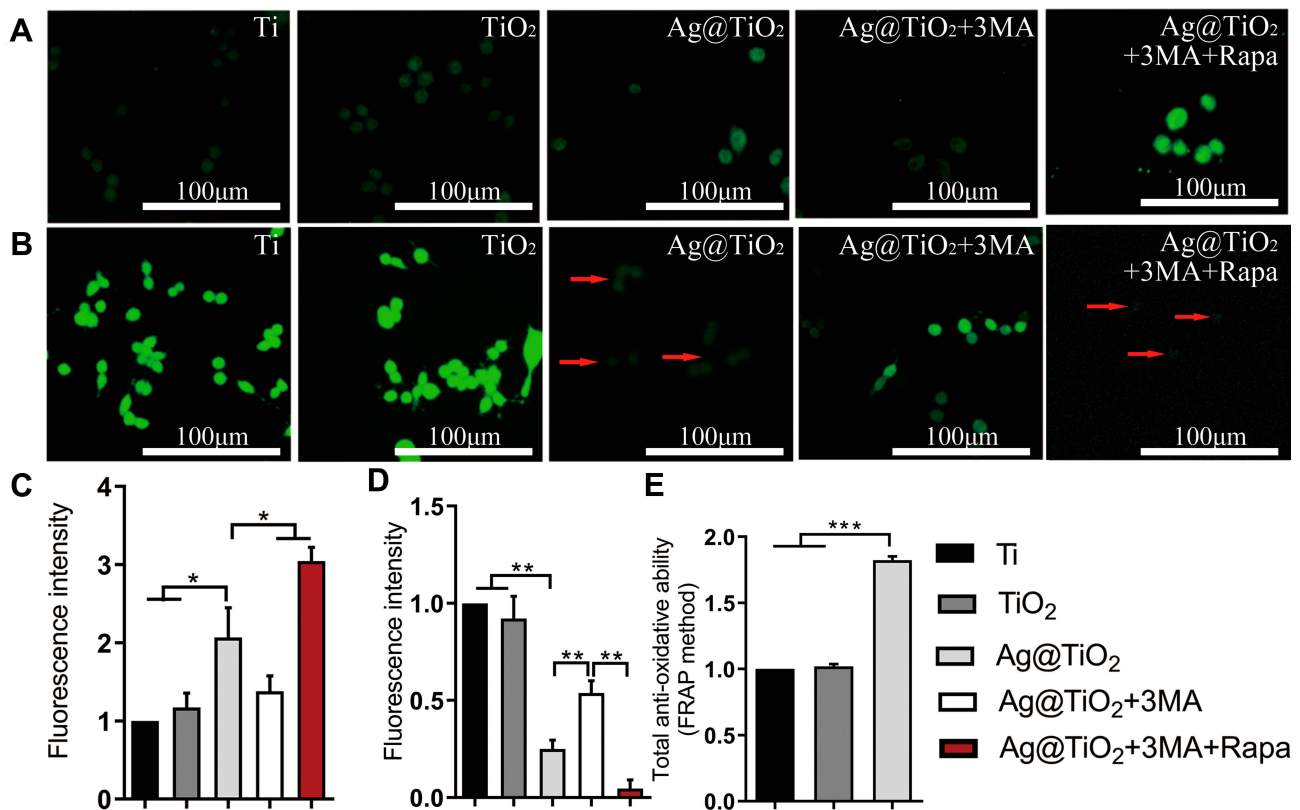 A
Ti
TiO₂
Ag@TiO₂
Ag@TiO₂+3MA
Ag@TiO₂
+3MA+Rapa
100μm
100μm
100μm
100μm
100μm
B
Ti
TiO₂
Ag@TiO₂
Ag@TiO₂+3MA
Ag@TiO₂
+3MA+Rapa
100μm
100μm
100μm
100μm
100μm
C
Fluorescence intensity
4
3
2
1
0
*
*
D
Fluorescence intensity
1.5
1.0
0.5
0.0
**
**
**
E
Total anti-oxidative ability
(FRAP method)
2.0
1.5
1.0
0.5
0.0
***
Ti
TiO₂
Ag@TiO₂
Ag@TiO₂+3MA
Ag@TiO₂+3MA+Rapa